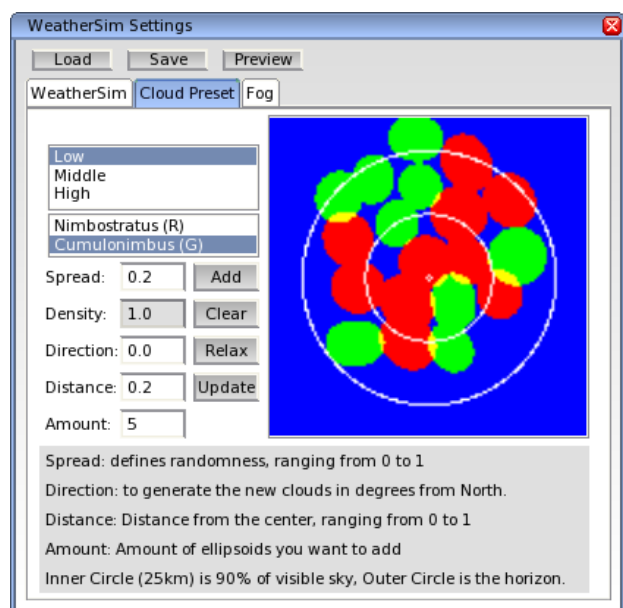 WeatherSim Settings
Load Save Preview
WeatherSim Cloud Preset Fog
Low
Middle
High
Nimbostratus (R)
Cumulonimbus (G)
Spread: 0.2 Add
Density: 1.0 Clear
Direction: 0.0 Relax
Distance: 0.2 Update
Amount: 5
Spread: defines randomness, ranging from 0 to 1
Direction: to generate the new clouds in degrees from North.
Distance: Distance from the center, ranging from 0 to 1
Amount: Amount of ellipsoids you want to add
Inner Circle (25km) is 90% of visible sky, Outer Circle is the horizon.